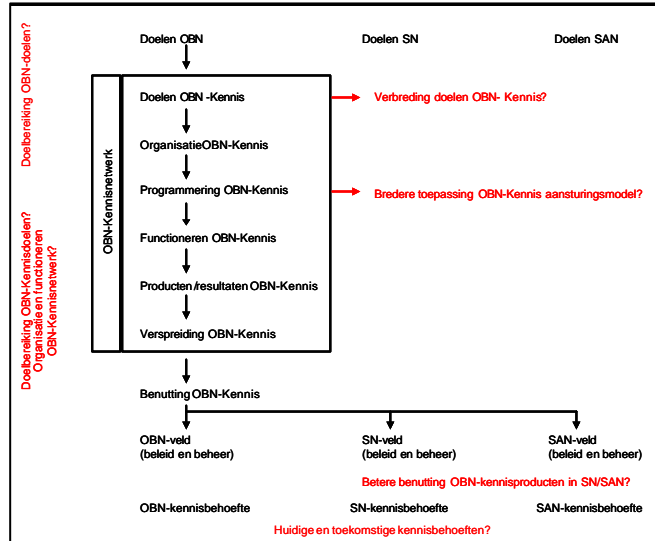 Doelbereiking OBN-doelen?
Doelen OBN
Doelen SN
Doelen SAN
OBN-Kennisnetwerk
Doelen OBN -Kennis
Verbreding doelen OBN- Kennis?
OrganisatieOBN-Kennis
Programmering OBN-Kennis
Bredere toepassing OBN-Kennis aansturingsmodel?
Functioneren OBN-Kennis
Producten/resultaten OBN-Kennis
Verspreiding OBN-Kennis
Doelbereiking OBN-Kennisdoelen?
Organisatie en functioneren
OBN-Kennisnetwerk?
Benutting OBN-Kennis
OBN-veld
(beleid en beheer)
SN-veld
(beleid en beheer)
SAN-veld
(beleid en beheer)
Betere benutting OBN-kennisproducten in SN/SAN?
OBN-kennisbehoefte
SN-kennisbehoefte
SAN-kennisbehoefte
Huidige en toekomstige kennisbehoeften?